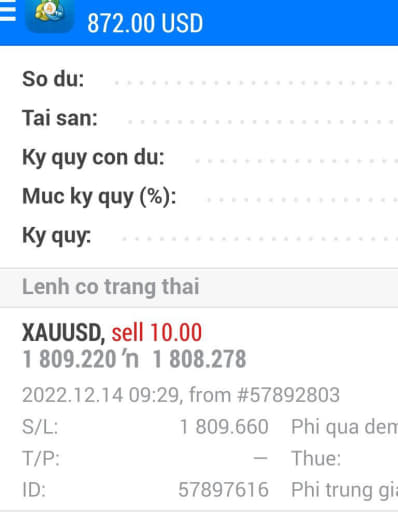 872.00 USD
So du:
Tai san:
Ky quy con du:
Muc ky quy (%):
Ky quy:
Lenh co trang thai
XAUUSD, sell 10.00
1 809.220 ’n 1 808.278
2022.12.14 09:29, from #57892803
S/L: 1 809.660 Phi qua dem
T/P: — Thue:
ID: 57897616 Phi trung gia